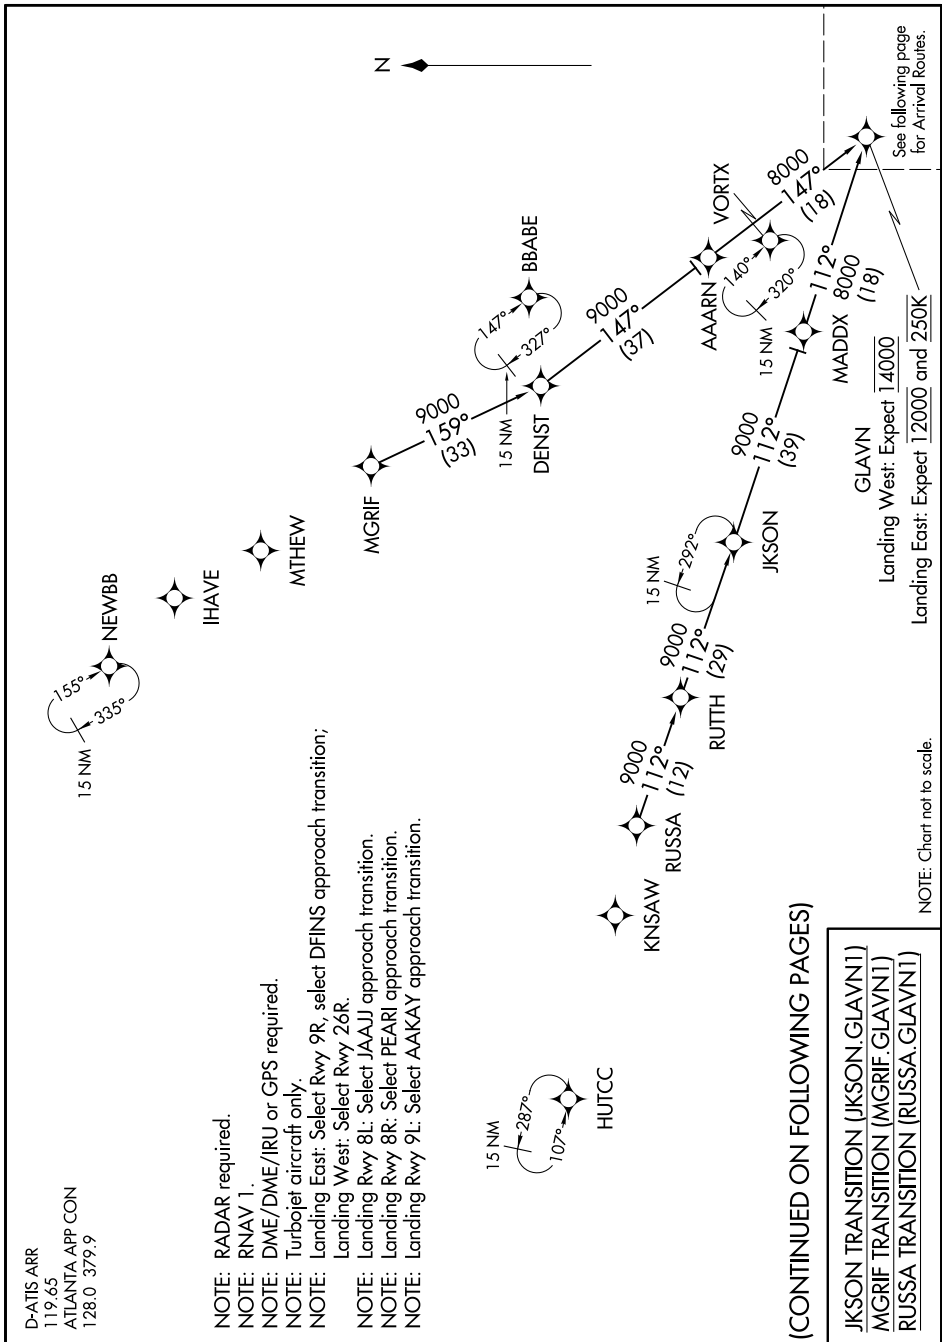 D-ATIS ARR
119.65
ATLANTA APP CON
128.0 379.9
NOTE: RADAR required.
NOTE: RNAV 1.
NOTE: DME/DME/IRU or GPS required.
NOTE: Turbojet aircraft only.
NOTE: Landing East: Select Rwy 9R, select DFINS approach transition;
Landing West: Select Rwy 26R.
NOTE: Landing Rwy 8L: Select JAAJJ approach transition.
NOTE: Landing Rwy 8R: Select PEARI approach transition.
NOTE: Landing Rwy 9L: Select AAKAY approach transition.
15 NM
155°
335°
NEWBB
IHAVE
MTHEW
MGRIF
9000
159°
(33)
15 NM
147°
327°
BBABE
DENST
9000
147°
(37)
AAARN
VORTX
15 NM
140°
320°
8000
147°
(18)
N
15 NM
287°
107°
HUTCC
KNSAW
RUSSA
9000
112°
(12)
RUTTH
9000
112°
(29)
15 NM
292°
JKSON
9000
112°
(39)
MADDX
112°
8000
(18)
GLAVN
Landing West: Expect 14000
Landing East: Expect 12000 and 250K
See following page
for Arrival Routes.
NOTE: Chart not to scale.
(CONTINUED ON FOLLOWING PAGES)
JKSON TRANSITION (JKSON.GLAVN1)
MGRIF TRANSITION (MGRIF.GLAVN1)
RUSSA TRANSITION (RUSSA.GLAVN1)